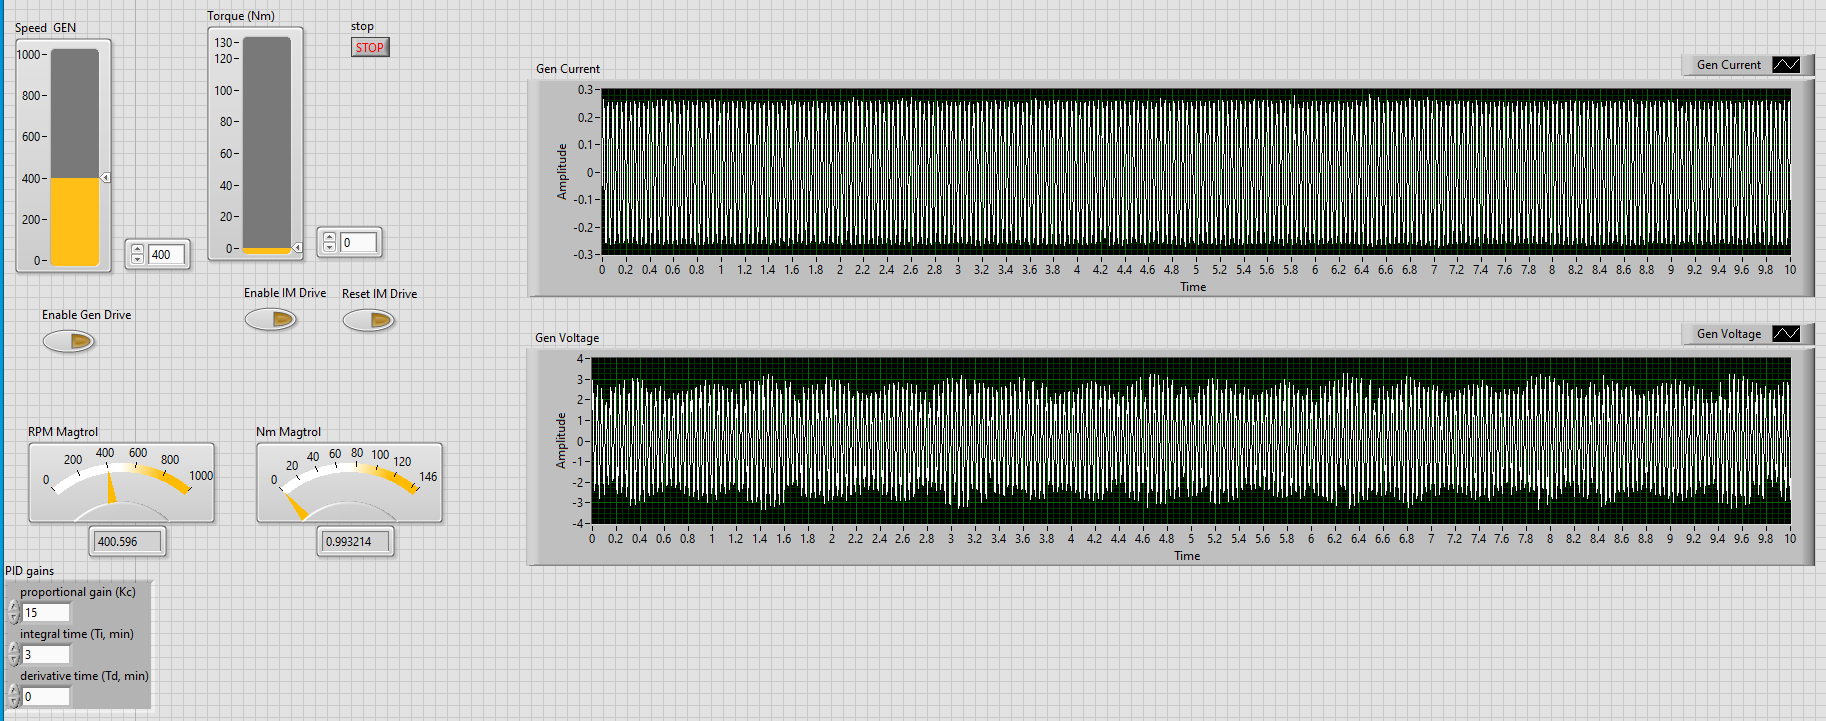 Speed GEN
1000
800
600
400
200
0
400
Torque (Nm)
130
120
100
80
60
40
20
0
0
stop
STOP
Enable Gen Drive
Enable IM Drive
Reset IM Drive
RPM Magtrol
0 200 400 600 800 1000
400.596
Nm Magtrol
0 20 40 60 80 100 120 146
0.993214
PID gains
proportional gain (Kc)
15
integral time (Ti, min)
3
derivative time (Td, min)
0
Gen Current
Gen Current
Amplitude
0.3
0.2
0.1
0
-0.1
-0.2
-0.3
0 0.2 0.4 0.6 0.8 1 1.2 1.4 1.6 1.8 2 2.2 2.4 2.6 2.8 3 3.2 3.4 3.6 3.8 4 4.2 4.4 4.6 4.8 5 5.2 5.4 5.6 5.8 6 6.2 6.4 6.6 6.8 7 7.2 7.4 7.6 7.8 8 8.2 8.4 8.6 8.8 9 9.2 9.4 9.6 9.8 10
Time
Gen Voltage
Gen Voltage
Amplitude
4
3
2
1
0
-1
-2
-3
-4
0 0.2 0.4 0.6 0.8 1 1.2 1.4 1.6 1.8 2 2.2 2.4 2.6 2.8 3 3.2 3.4 3.6 3.8 4 4.2 4.4 4.6 4.8 5 5.2 5.4 5.6 5.8 6 6.2 6.4 6.6 6.8 7 7.2 7.4 7.6 7.8 8 8.2 8.4 8.6 8.8 9 9.2 9.4 9.6 9.8 10
Time